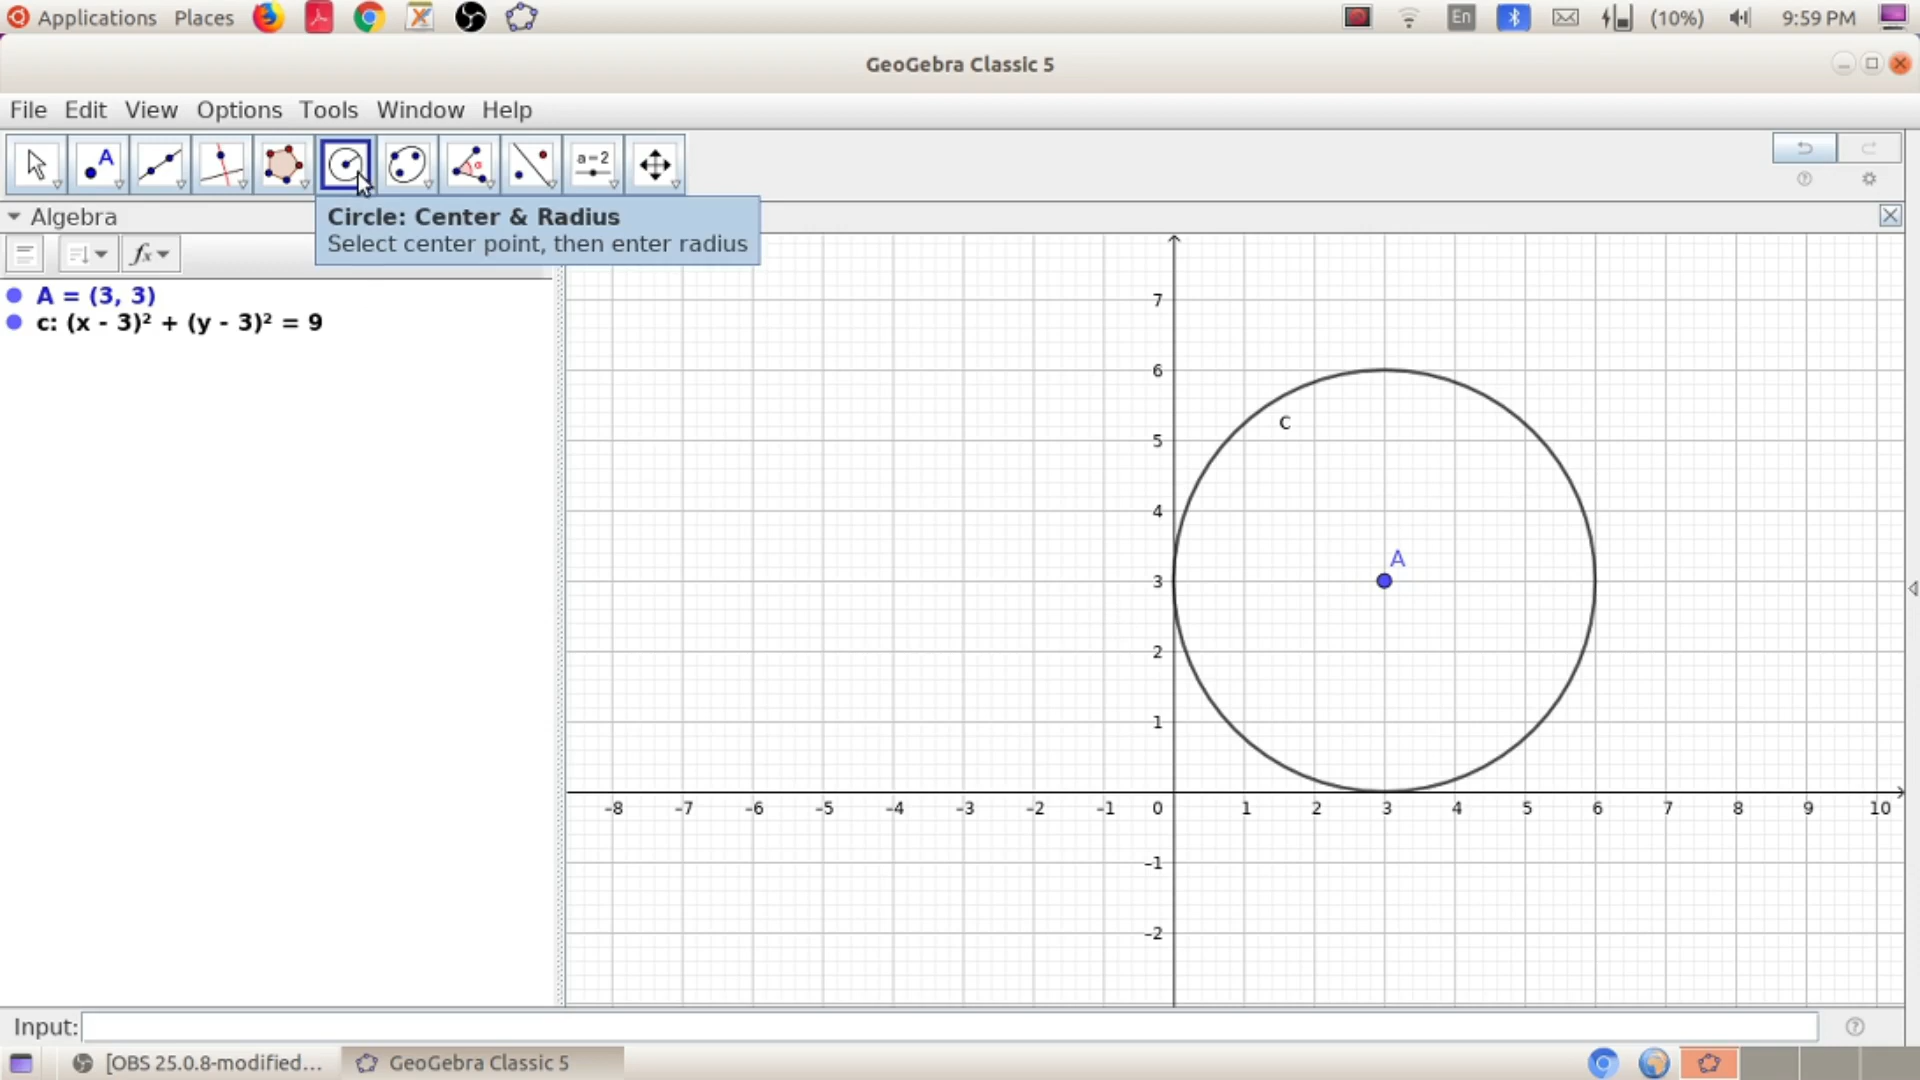 Applications Places En (10%) 9:59 PM
GeoGebra Classic 5
File Edit View Options Tools Window Help
A a=2
Circle: Center & Radius
Select center point, then enter radius
Algebra
fx
A = (3, 3)
c: (x - 3)² + (y - 3)² = 9
7
6
c
5
4
A
3
2
1
-8 -7 -6 -5 -4 -3 -2 -1 0 1 2 3 4 5 6 7 8 9 10
-1
-2
Input:
[OBS 25.0.8-modified... GeoGebra Classic 5